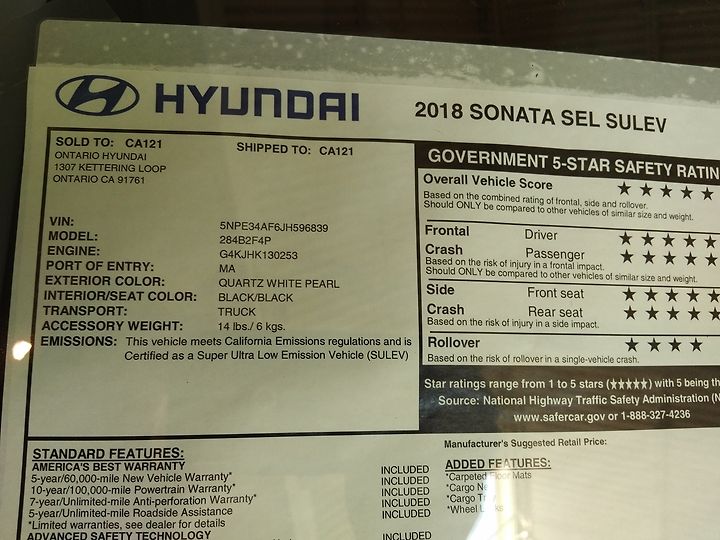 HYUNDAI
2018 SONATA SEL SULEV
SOLD TO: CA121
ONTARIO HYUNDAI
1307 KETTERING LOOP
ONTARIO CA 91761
SHIPPED TO: CA121
VIN: 5NPE34AF6JH596839
MODEL: 284B2F4P
ENGINE: G4KJHK130253
PORT OF ENTRY: MA
EXTERIOR COLOR: QUARTZ WHITE PEARL
INTERIOR/SEAT COLOR: BLACK/BLACK
TRANSPORT: TRUCK
ACCESSORY WEIGHT: 14 lbs./ 6 kgs.
EMISSIONS: This vehicle meets California Emissions regulations and is
Certified as a Super Ultra Low Emission Vehicle (SULEV)
GOVERNMENT 5-STAR SAFETY RATIN
Overall Vehicle Score ★ ★ ★ ★ ★
Based on the combined rating of frontal, side and rollover.
Should ONLY be compared to other vehicles of similar size and weight.
Frontal Driver ★ ★ ★ ★ ★
Crash Passenger ★ ★ ★ ★ ★
Based on the risk of injury in a frontal impact.
Should ONLY be compared to other vehicles of similar size and weight.
Side Front seat ★ ★ ★ ★ ★
Crash Rear seat ★ ★ ★ ★ ★
Based on the risk of injury in a side impact.
Rollover ★ ★ ★ ★
Based on the risk of rollover in a single-vehicle crash.
Star ratings range from 1 to 5 stars (★★★★★) with 5 being th
Source: National Highway Traffic Safety Administration (N
www.safercar.gov or 1-888-327-4236
Manufacturer's Suggested Retail Price:
STANDARD FEATURES:
AMERICA'S BEST WARRANTY
5-year/60,000-mile New Vehicle Warranty* INCLUDED
10-year/100,000-mile Powertrain Warranty* INCLUDED
7-year/Unlimited-mile Anti-perforation Warranty* INCLUDED
5-year/Unlimited-mile Roadside Assistance INCLUDED
*Limited warranties, see dealer for details INCLUDED
ADVANCED SAFETY TECHNOLOGY
ADDED FEATURES:
*Carpeted Floor Mats
*Cargo
*Cargo
*Wheel